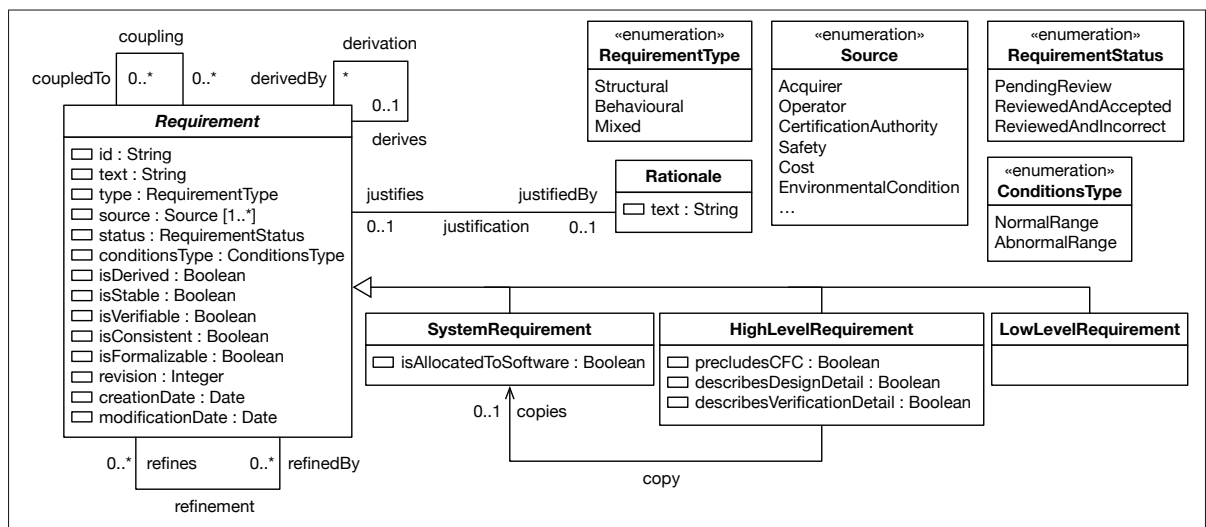 coupling
coupledTo
0..*
0..*
derivation
derivedBy
*
0..1
derives
Requirement
id : String
text : String
type : RequirementType
source : Source [1..*]
status : RequirementStatus
conditionsType : ConditionsType
isDerived : Boolean
isStable : Boolean
isVerifiable : Boolean
isConsistent : Boolean
isFormalizable : Boolean
revision : Integer
creationDate : Date
modificationDate : Date
0..*
refines
0..*
refinedBy
refinement
justifies
justifiedBy
0..1
justification
0..1
Rationale
text : String
«enumeration»
RequirementType
Structural
Behavioural
Mixed
«enumeration»
Source
Acquirer
Operator
CertificationAuthority
Safety
Cost
EnvironmentalCondition
…
«enumeration»
RequirementStatus
PendingReview
ReviewedAndAccepted
ReviewedAndIncorrect
«enumeration»
ConditionsType
NormalRange
AbnormalRange
SystemRequirement
isAllocatedToSoftware : Boolean
HighLevelRequirement
precludesCFC : Boolean
describesDesignDetail : Boolean
describesVerificationDetail : Boolean
LowLevelRequirement
0..1
copies
copy